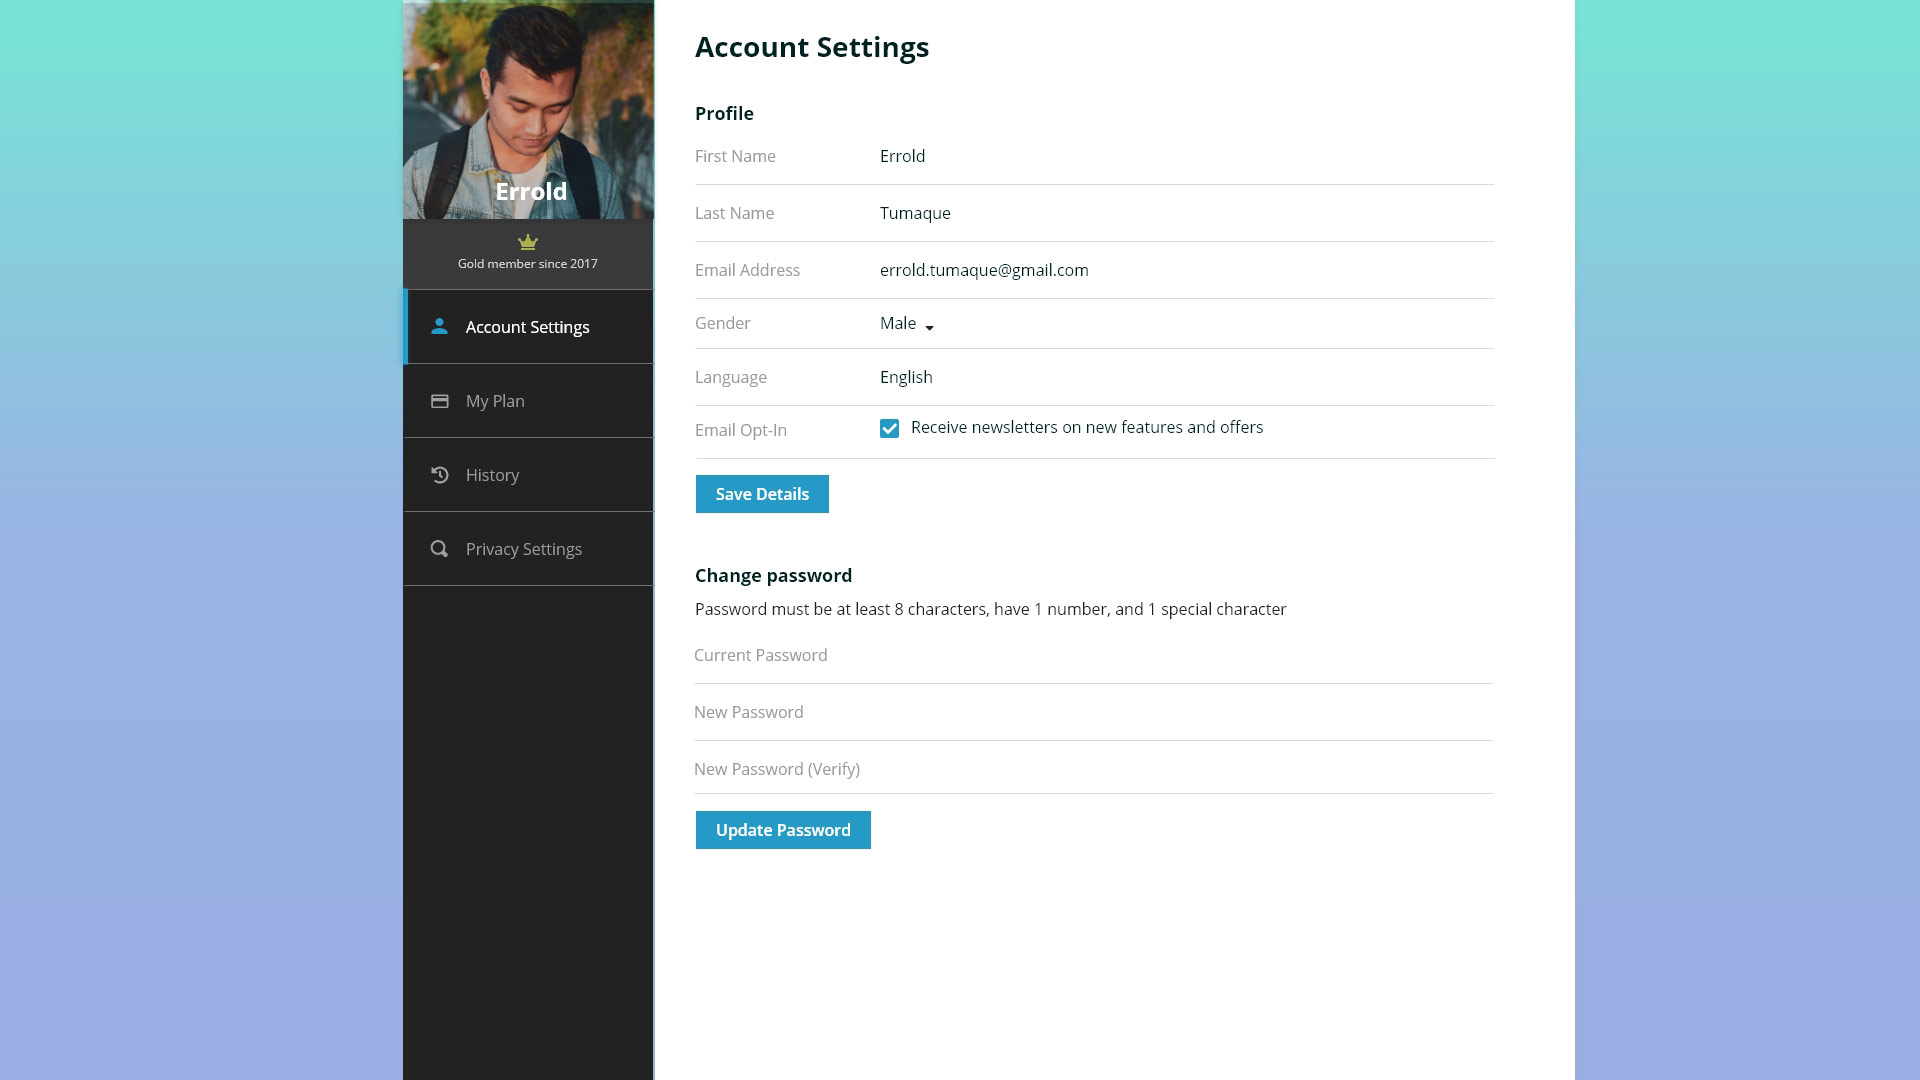 Errold
Gold member since 2017
Account Settings
My Plan
History
Privacy Settings
Account Settings
Profile
First Name Errold
Last Name Tumaque
Email Address errold.tumaque@gmail.com
Gender Male
Language English
Email Opt-In Receive newsletters on new features and offers
Save Details
Change password
Password must be at least 8 characters, have 1 number, and 1 special character
Current Password
New Password
New Password (Verify)
Update Password